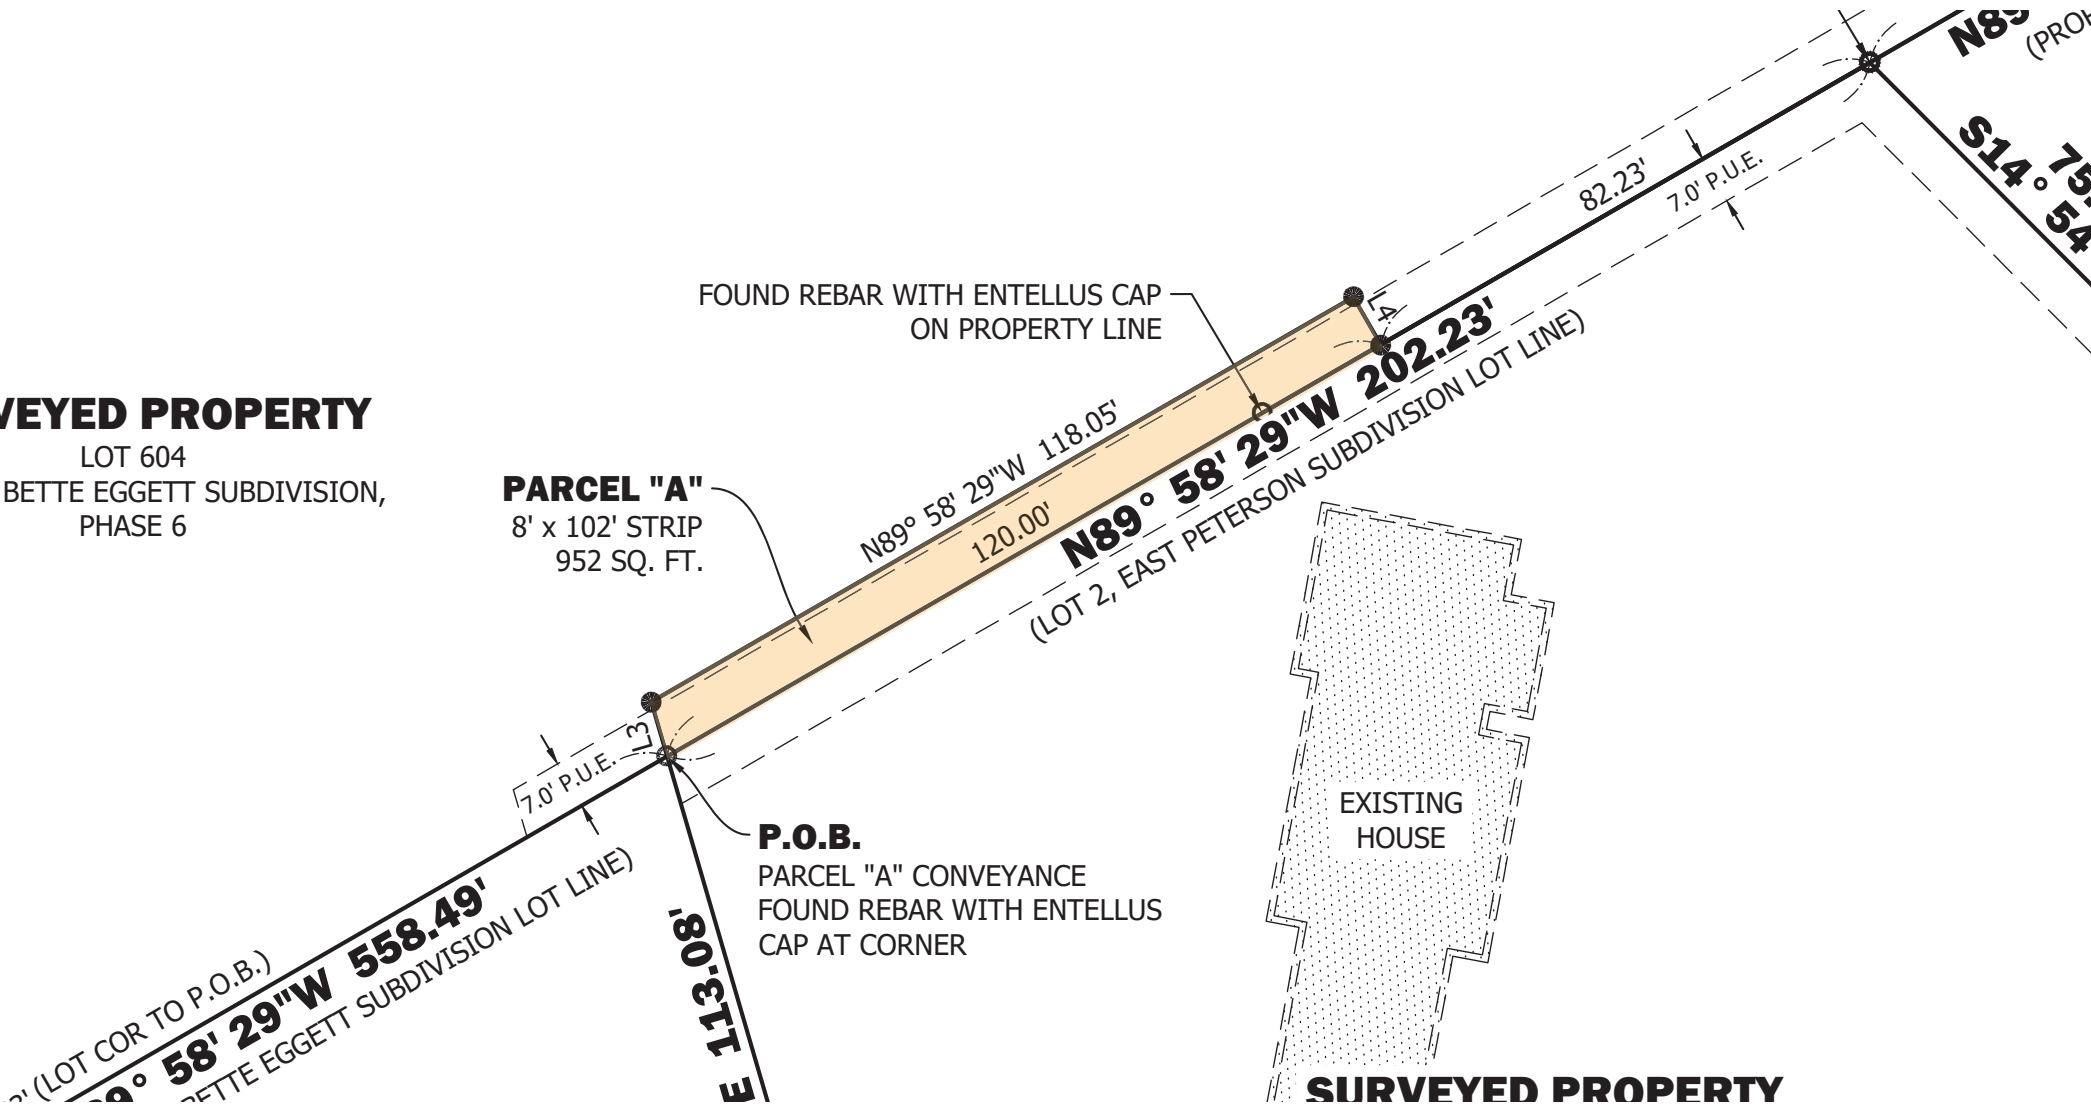 N89
82.23'
7.0' P.U.E.
S14° 54
FOUND REBAR WITH ENTELLUS CAP
ON PROPERTY LINE
L4
N89° 58' 29"W 202.23'
(LOT 2, EAST PETERSON SUBDIVISION LOT LINE)
VEYED PROPERTY
LOT 604
BETTE EGGETT SUBDIVISION,
PHASE 6
N89° 58' 29"W 118.05'
120.00'
PARCEL "A"
8' x 102' STRIP
952 SQ. FT.
L3
7.0' P.U.E.
P.O.B.
PARCEL "A" CONVEYANCE
FOUND REBAR WITH ENTELLUS
CAP AT CORNER
EXISTING
HOUSE
(LOT COR TO P.O.B.)
9° 58' 29"W 558.49'
BETTE EGGETT SUBDIVISION LOT LINE)
E 113.08'
SURVEYED PROPERTY